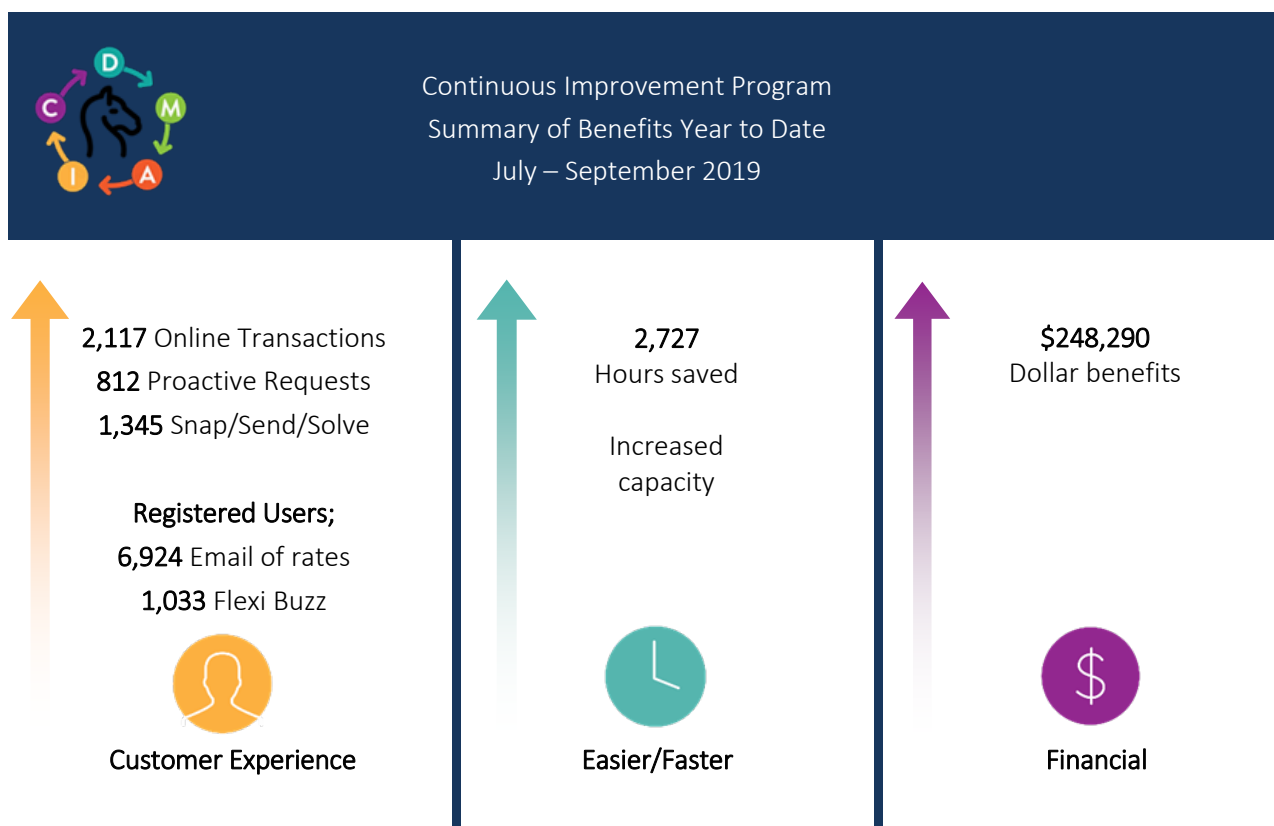 D
C
M
I
A
Continuous Improvement Program
Summary of Benefits Year to Date
July – September 2019
2,117 Online Transactions
812 Proactive Requests
1,345 Snap/Send/Solve
Registered Users;
6,924 Email of rates
1,033 Flexi Buzz
Customer Experience
2,727
Hours saved
Increased
capacity
Easier/Faster
$248,290
Dollar benefits
$
Financial